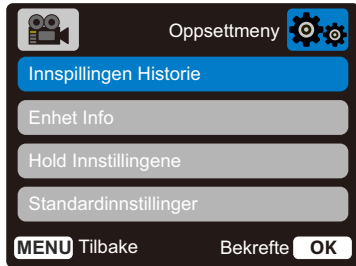 Oppsettmeny
Innspillingen Historie
Enhet Info
Hold Innstillingene
Standardinnstillinger
MENU Tilbake Bekrefte OK